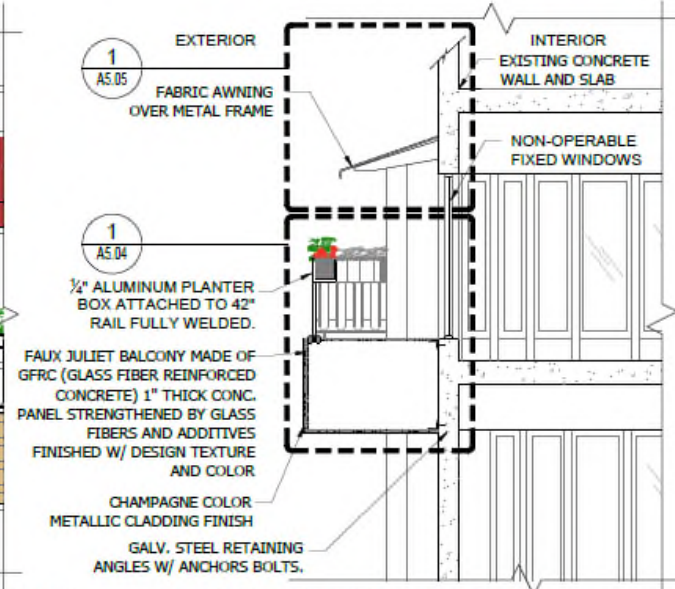 EXTERIOR
INTERIOR
1
A5.05
EXISTING CONCRETE
WALL AND SLAB
FABRIC AWNING
OVER METAL FRAME
NON-OPERABLE
FIXED WINDOWS
1
A5.04
¼" ALUMINUM PLANTER
BOX ATTACHED TO 42"
RAIL FULLY WELDED.
FAUX JULIET BALCONY MADE OF
GFRC (GLASS FIBER REINFORCED
CONCRETE) 1" THICK CONC.
PANEL STRENGTHENED BY GLASS
FIBERS AND ADDITIVES
FINISHED W/ DESIGN TEXTURE
AND COLOR
CHAMPAGNE COLOR
METALLIC CLADDING FINISH
GALV. STEEL RETAINING
ANGLES W/ ANCHORS BOLTS.